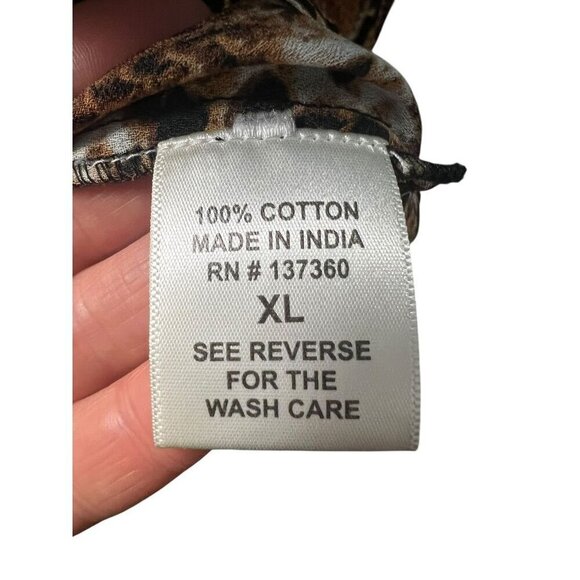 100% COTTON
MADE IN INDIA
RN # 137360
XL
SEE REVERSE
FOR THE
WASH CARE